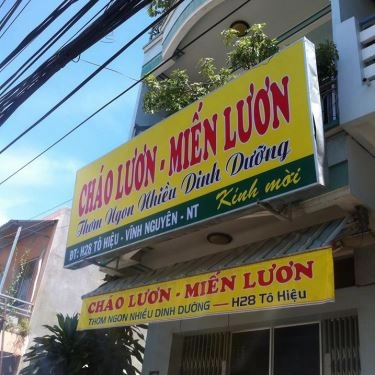 CHÁO LƯƠN - MIẾN LƯƠN
Thơm Ngon Nhiều Dinh Dưỡng
Kính mời
ĐT: H28 TÔ HIỆU - VĨNH NGUYÊN - NT
CHÁO LƯƠN - MIẾN LƯƠN
THƠM NGON NHIỀU DINH DƯỠNG — H28 Tô Hiệu